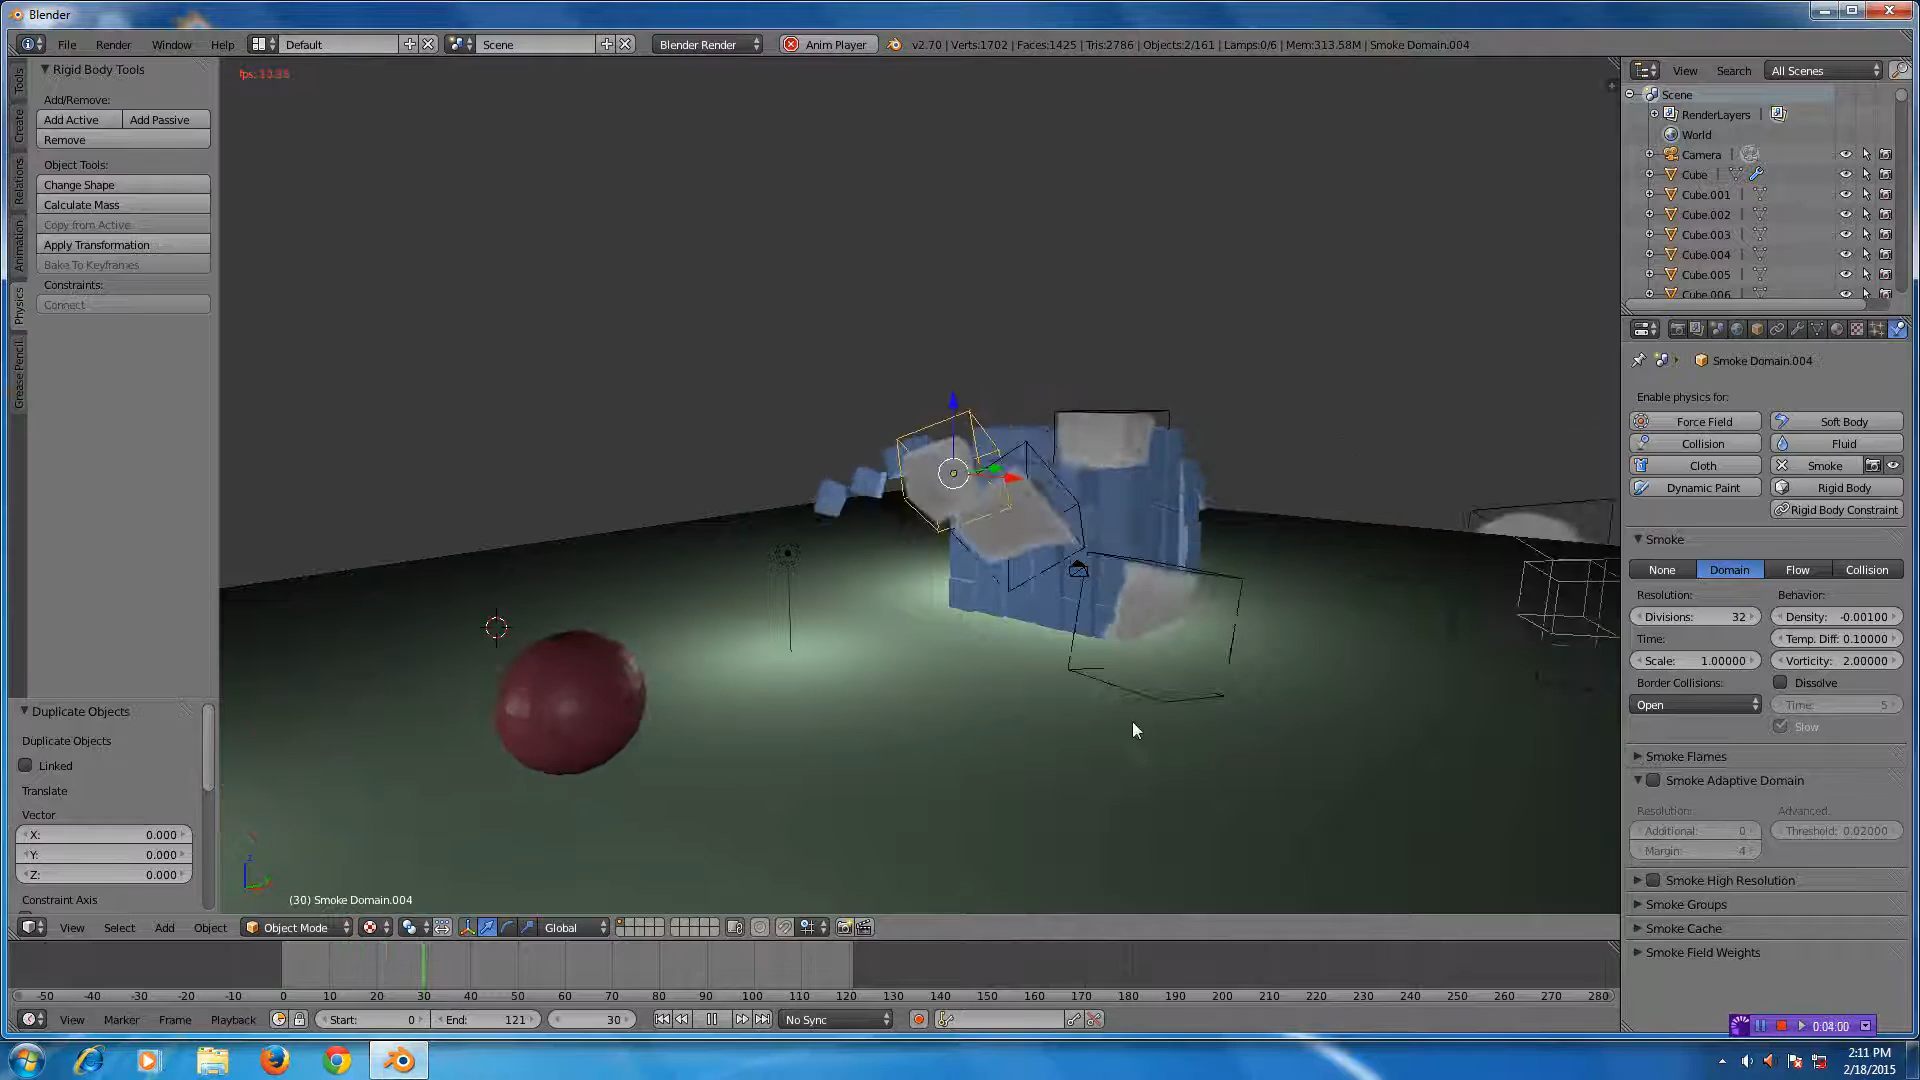 Blender
File Render Window Help Default Scene Blender Render Anim Player v2.70 | Verts:1702 | Faces:1425 | Tris:2786 | Objects:2/161 | Lamps:0/6 | Mem:313.58M | Smoke Domain.004
Rigid Body Tools
Add/Remove:
Add Active Add Passive
Remove
Object Tools:
Change Shape
Calculate Mass
Copy from Active
Apply Transformation
Bake To Keyframes
Constraints:
Connect
Tools
Create
Relations
Animation
Physics
Grease Pencil
Duplicate Objects
Duplicate Objects
Linked
Translate
Vector
X: 0.000
Y: 0.000
Z: 0.000
Constraint Axis
(30) Smoke Domain.004
View Select Add Object Object Mode Global
View Search All Scenes
Scene
RenderLayers
World
Camera
Cube
Cube.001
Cube.002
Cube.003
Cube.004
Cube.005
Cube.006
Smoke Domain.004
Enable physics for:
Force Field Soft Body
Collision Fluid
Cloth Smoke
Dynamic Paint Rigid Body
Rigid Body Constraint
Smoke
None Domain Flow Collision
Resolution: Behavior:
Divisions: 32 Density: -0.00100
Time: Temp. Diff: 0.10000
Scale: 1.00000 Vorticity: 2.00000
Border Collisions: Dissolve
Open Time: 5
Slow
Smoke Flames
Smoke Adaptive Domain
Resolution: Advanced:
Additional: 0 Threshold: 0.02000
Margin: 4
Smoke High Resolution
Smoke Groups
Smoke Cache
Smoke Field Weights
-50 -40 -30 -20 -10 0 10 20 30 40 50 60 70 80 90 100 110 120 130 140 150 160 170 180 190 200 210 220 230 240 250 260 270 280
View Marker Frame Playback Start: 0 End: 121 30 No Sync
0:04:00
2:11 PM
2/18/2015